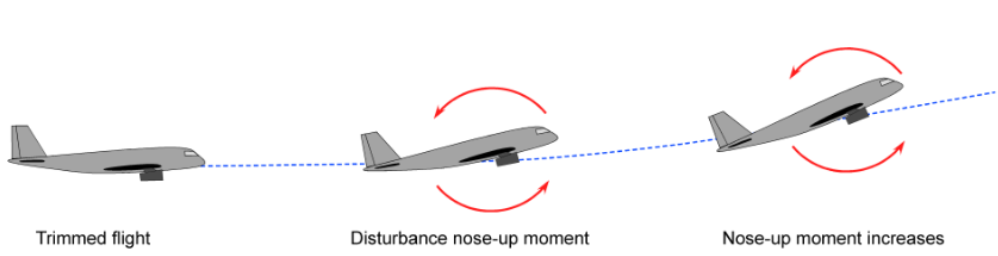 Trimmed flight
Disturbance nose-up moment
Nose-up moment increases